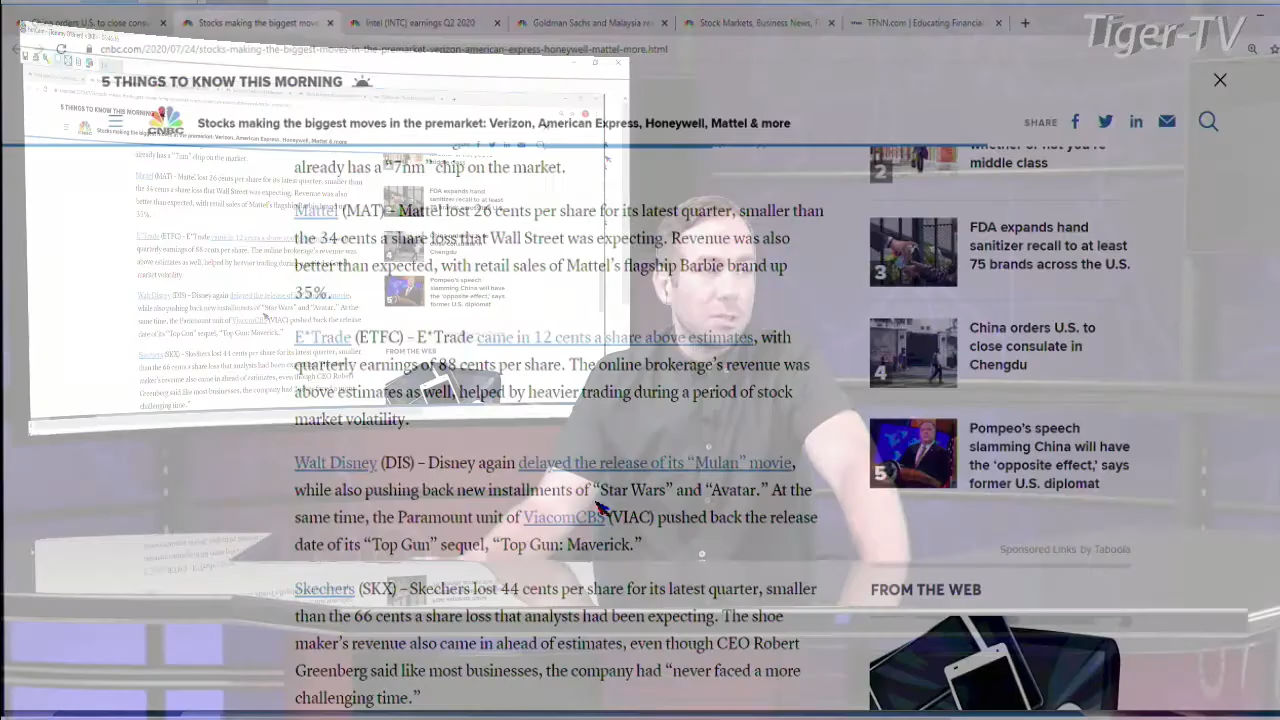 China orders U.S. to close cons
Stocks making the biggest move
Intel (INTC) earnings Q2 2020
Goldman Sachs and Malaysia re
Stock Markets, Business News, F
TFNN.com | Educating Financia
Tiger-TV
cnbc.com/2020/07/24/stocks-making-the-biggest-moves-in-the-premarket-verizon-american-express-honeywell-mattel-more.html
5 THINGS TO KNOW THIS MORNING
CNBC
Stocks making the biggest moves in the premarket: Verizon, American Express, Honeywell, Mattel & more
SHARE
already has a “7nm” chip on the market.
Mattel (MAT) – Mattel lost 26 cents per share for its latest quarter, smaller than
the 34 cents a share loss that Wall Street was expecting. Revenue was also
better than expected, with retail sales of Mattel’s flagship Barbie brand up
35%.
E*Trade (ETFC) – E*Trade came in 12 cents a share above estimates, with
quarterly earnings of 88 cents per share. The online brokerage’s revenue was
above estimates as well, helped by heavier trading during a period of stock
market volatility.
Walt Disney (DIS) – Disney again delayed the release of its “Mulan” movie,
while also pushing back new installments of “Star Wars” and “Avatar.” At the
same time, the Paramount unit of ViacomCBS (VIAC) pushed back the release
date of its “Top Gun” sequel, “Top Gun: Maverick.”
Skechers (SKX) – Skechers lost 44 cents per share for its latest quarter, smaller
than the 66 cents a share loss that analysts had been expecting. The shoe
maker’s revenue also came in ahead of estimates, even though CEO Robert
Greenberg said like most businesses, the company had “never faced a more
challenging time.”
2
whether or not you’re
middle class
3
FDA expands hand
sanitizer recall to at least
75 brands across the U.S.
4
China orders U.S. to
close consulate in
Chengdu
5
Pompeo’s speech
slamming China will have
the ‘opposite effect,’ says
former U.S. diplomat
Sponsored Links by Taboola
FROM THE WEB